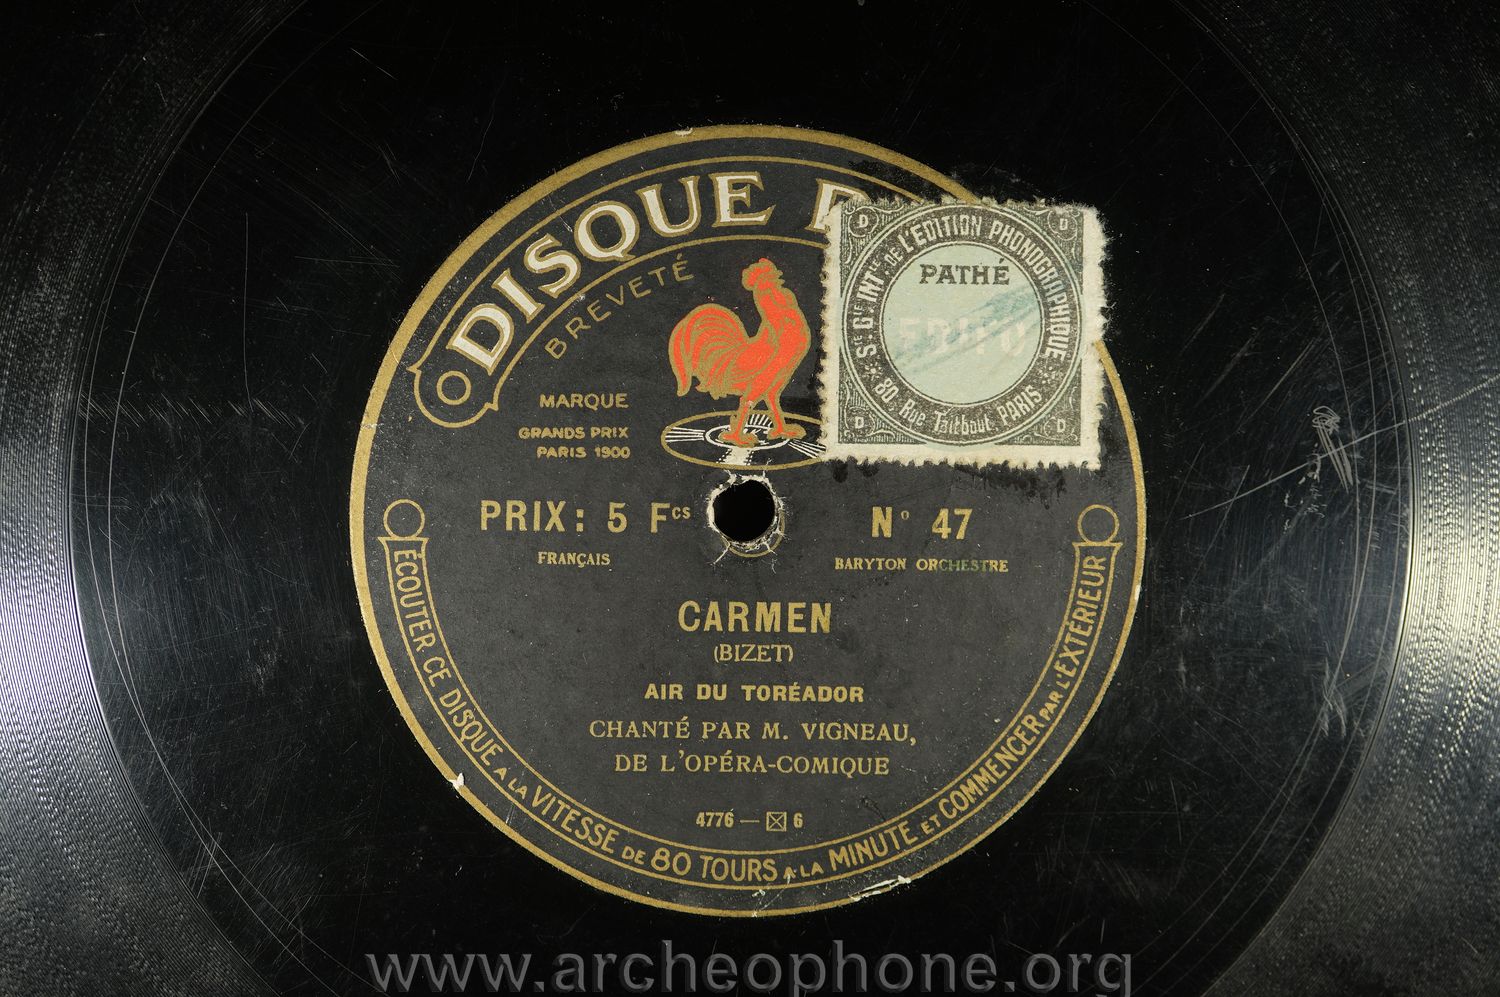 DISQUE P
BREVETÉ
MARQUE
GRANDS PRIX
PARIS 1900
D D
Sté Gle INTle DE L'ÉDITION PHONOGRAPHIQUE
PATHÉ
80, Rue Taitbout, PARIS
D D
PRIX: 5 Fcs
FRANÇAIS
N° 47
BARYTON ORCHESTRE
CARMEN
(BIZET)
AIR DU TORÉADOR
CHANTÉ PAR M. VIGNEAU,
DE L'OPÉRA-COMIQUE
4776 — ☒ 6
ÉCOUTER CE DISQUE A LA VITESSE DE 80 TOURS A LA MINUTE ET COMMENCER PAR L'EXTÉRIEUR
www.archeophone.org